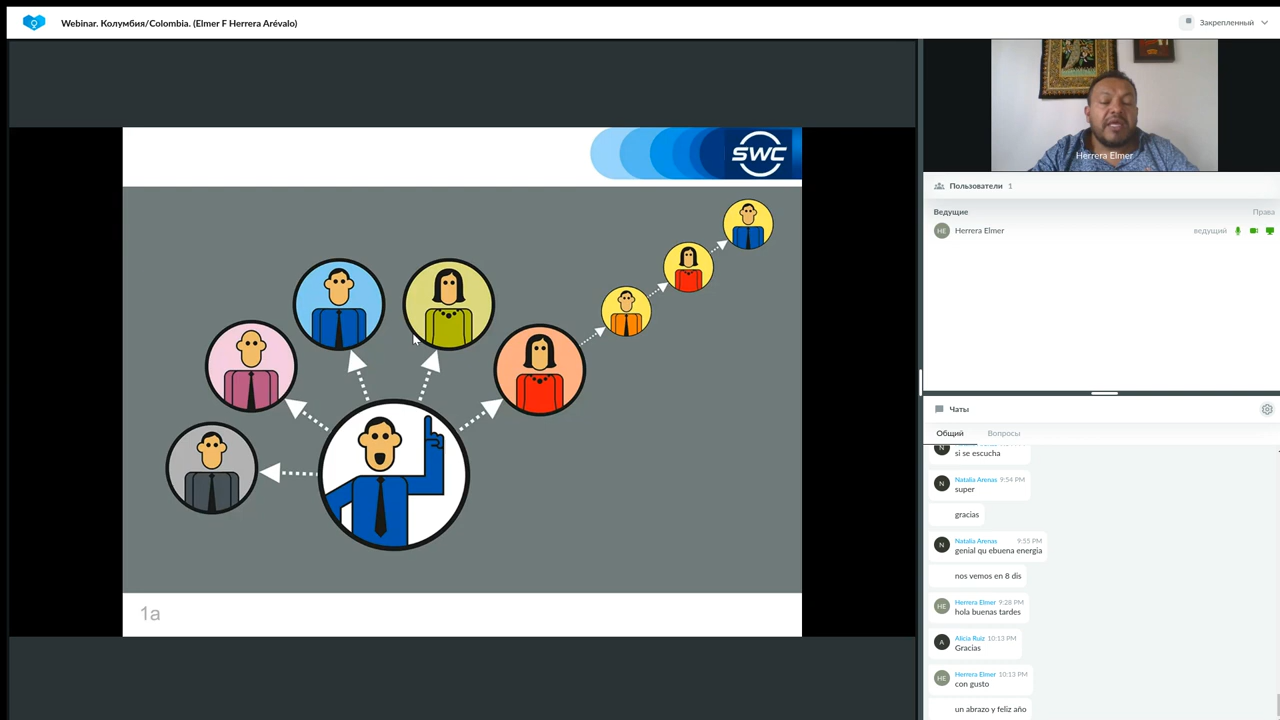 Webinar. Колумбия/Colombia. (Elmer F Herrera Arévalo)
Закрепленный
SWC
1a
Herrera Elmer
Пользователи 1
Ведущие Права
HE Herrera Elmer ведущий
Чаты
Общий Вопросы
N
si se escucha
N Natalia Arenas 9:54 PM
super
gracias
N Natalia Arenas 9:55 PM
genial qu ebuena energia
nos vemos en 8 dis
HE Herrera Elmer 9:28 PM
hola buenas tardes
A Alicia Ruiz 10:13 PM
Gracias
HE Herrera Elmer 10:13 PM
con gusto
un abrazo y feliz año